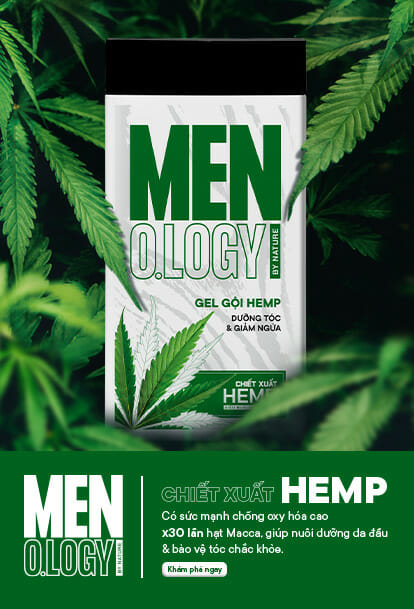 MEN
O.LOGY
BY NATURE
GEL GỘI HEMP
DƯỠNG TÓC
& GIẢM NGỨA
CHIẾT XUẤT
HEMP
MEN
O.LOGY
BY NATURE
CHIẾT XUẤT HEMP
Có sức mạnh chống oxy hóa cao
x30 lần hạt Macca, giúp nuôi dưỡng da đầu
& bào vệ tóc chắc khỏe.
Khám phá ngay